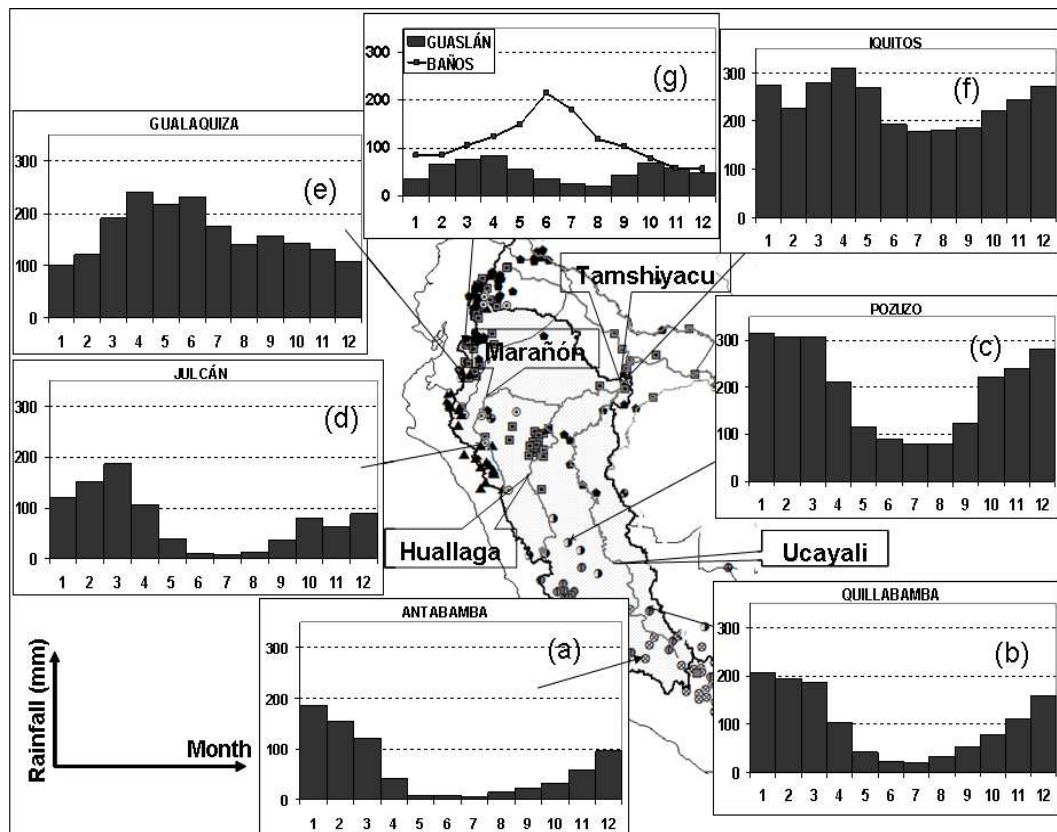 GUASLÁN
BAÑOS
(g)
300
200
100
0
1 2 3 4 5 6 7 8 9 10 11 12
IQUITOS
(f)
300
200
100
0
1 2 3 4 5 6 7 8 9 10 11 12
GUALAQUIZA
(e)
300
200
100
0
1 2 3 4 5 6 7 8 9 10 11 12
Tamshiyacu
Marañón
POZUZO
(c)
300
200
100
0
1 2 3 4 5 6 7 8 9 10 11 12
JULCÁN
(d)
300
200
100
0
1 2 3 4 5 6 7 8 9 10 11 12
Huallaga
Ucayali
ANTABAMBA
(a)
300
200
100
0
1 2 3 4 5 6 7 8 9 10 11 12
QUILLABAMBA
(b)
300
200
100
0
1 2 3 4 5 6 7 8 9 10 11 12
Rainfall (mm)
Month